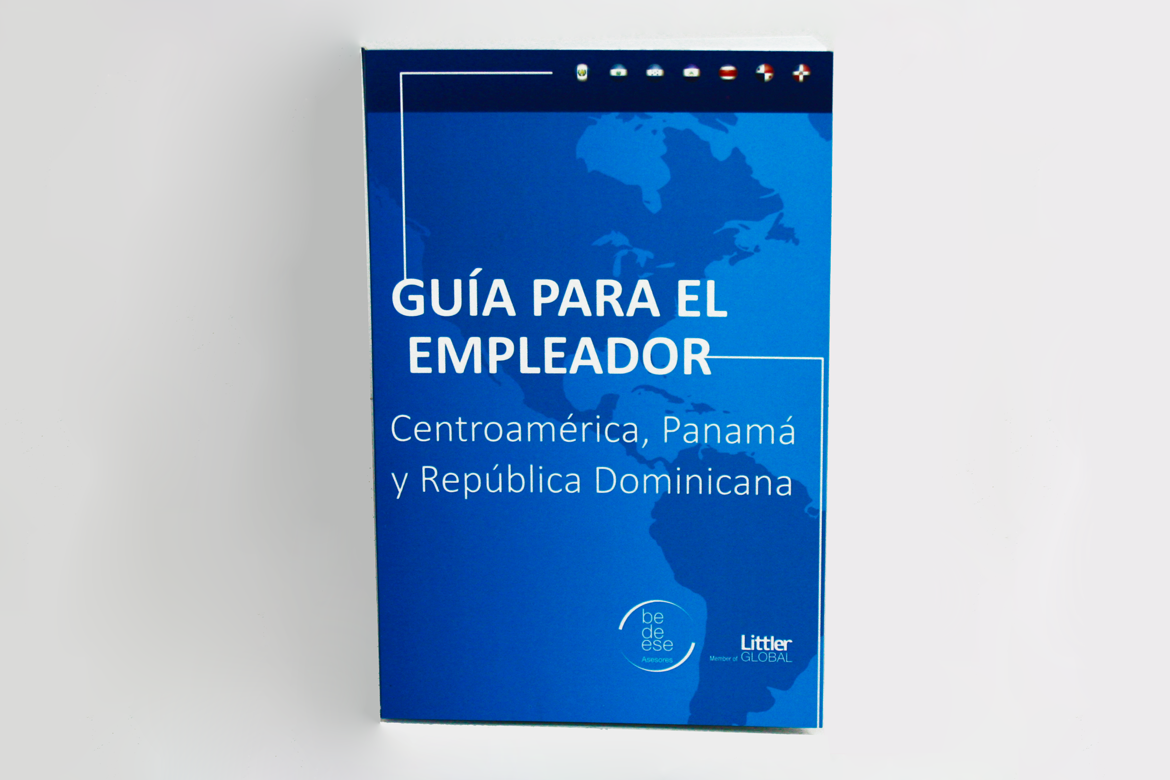 GUÍA PARA EL
EMPLEADOR
Centroamérica, Panamá
y República Dominicana
be
de
ese
Asesores
Littler
Member of GLOBAL